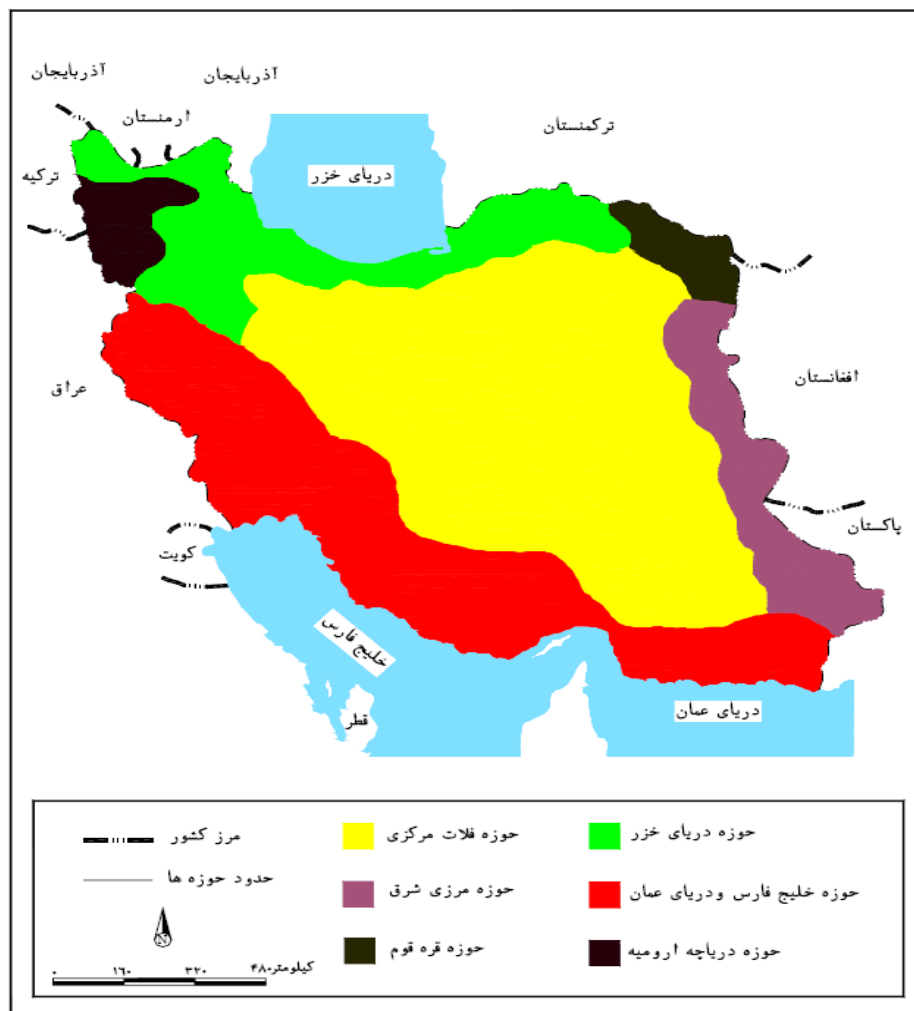 آذربایجان
آذربایجان
ارمنستان
ترکمنستان
ترکیه
دریای خزر
عراق
افغانستان
پاکستان
کویت
خلیج فارس
قطر
دریای عمان
حوزه دریای خزر
حوزه فلات مرکزی
مرز کشور
حوزه خلیج فارس ودریای عمان
حوزه مرزی شرق
حدود حوزه ها
حوزه دریاچه ارومیه
حوزه قره قوم
N
۰ ۱۶۰ ۳۲۰ ۴۸۰کیلومتر